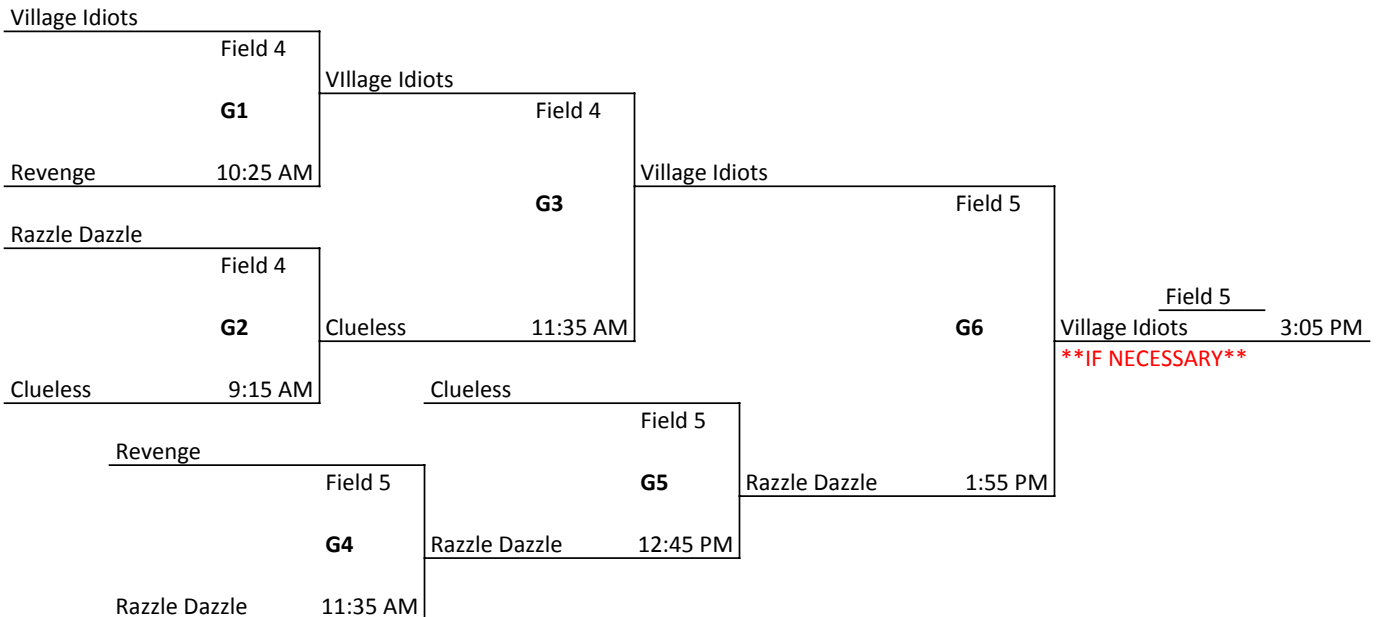 Village Idiots
Field 4
VIllage Idiots
G1
Field 4
Revenge 10:25 AM
Village Idiots
G3
Field 5
Razzle Dazzle
Field 4
Field 5
G2
Clueless 11:35 AM
G6
Village Idiots 3:05 PM
**IF NECESSARY**
Clueless 9:15 AM
Clueless
Field 5
Revenge
Field 5
G5
Razzle Dazzle 1:55 PM
G4
Razzle Dazzle 12:45 PM
Razzle Dazzle 11:35 AM